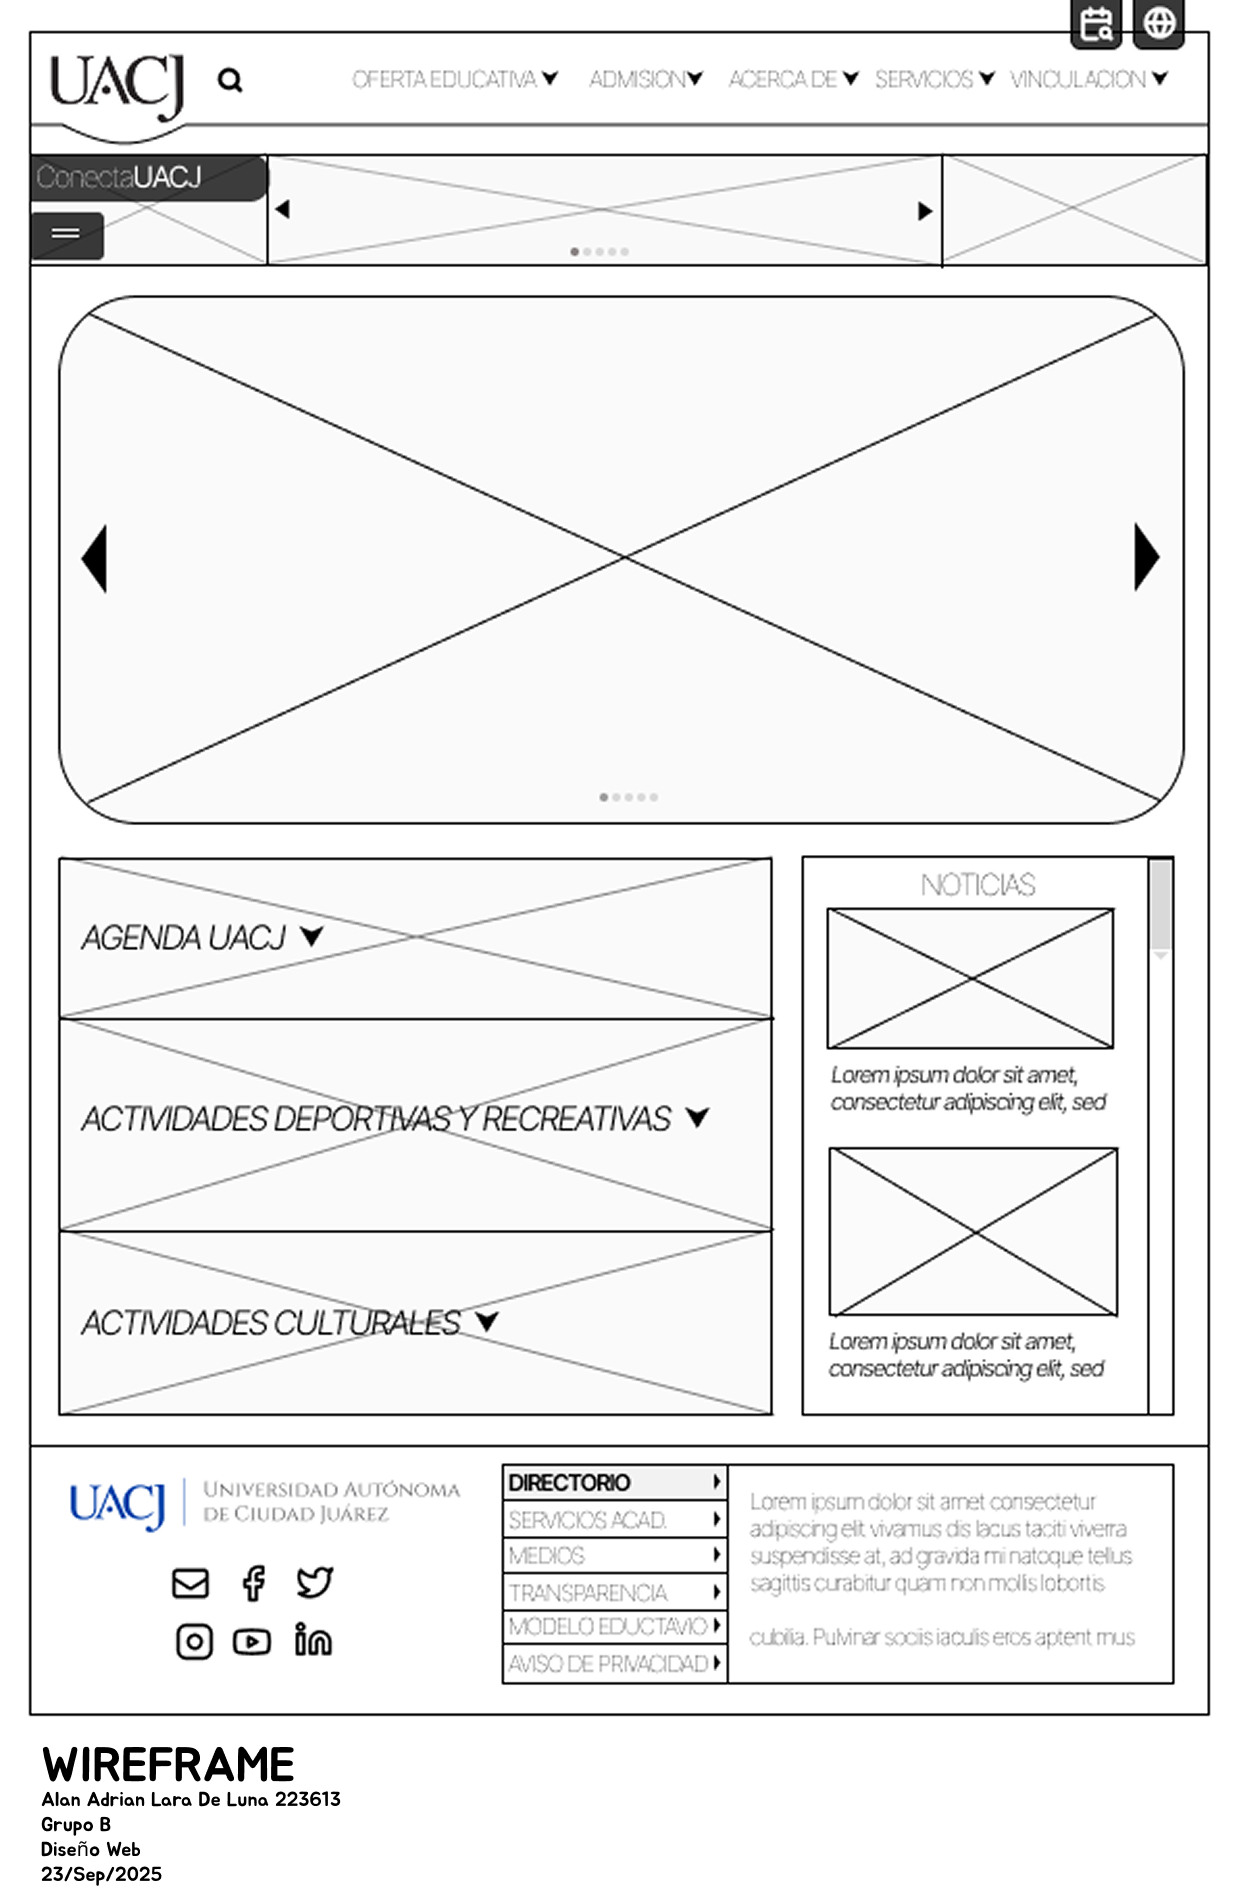 UACJ
OFERTA EDUCATIVA
ADMISION
ACERCA DE
SERVICIOS
VINCULACION
ConectaUACJ
AGENDA UACJ
ACTIVIDADES DEPORTIVAS Y RECREATIVAS
ACTIVIDADES CULTURALES
NOTICIAS
Lorem ipsum dolor sit amet,
consectetur adipiscing elit, sed
Lorem ipsum dolor sit amet,
consectetur adipiscing elit, sed
UACJ
UNIVERSIDAD AUTÓNOMA
DE CIUDAD JUÁREZ
DIRECTORIO
SERVICIOS ACAD.
MEDIOS
TRANSPARENCIA
MODELO EDUCTAVIO
AVISO DE PRIVACIDAD
Lorem ipsum dolor sit amet consectetur
adipiscing elit vivamus dis lacus taciti viverra
suspendisse at, ad gravida mi natoque tellus
sagittis curabitur quam non mollis lobortis
cubilia. Pulvinar sociis iaculis eros aptent mus
WIREFRAME
Alan Adrian Lara De Luna 223613
Grupo B
Diseño Web
23/Sep/2025